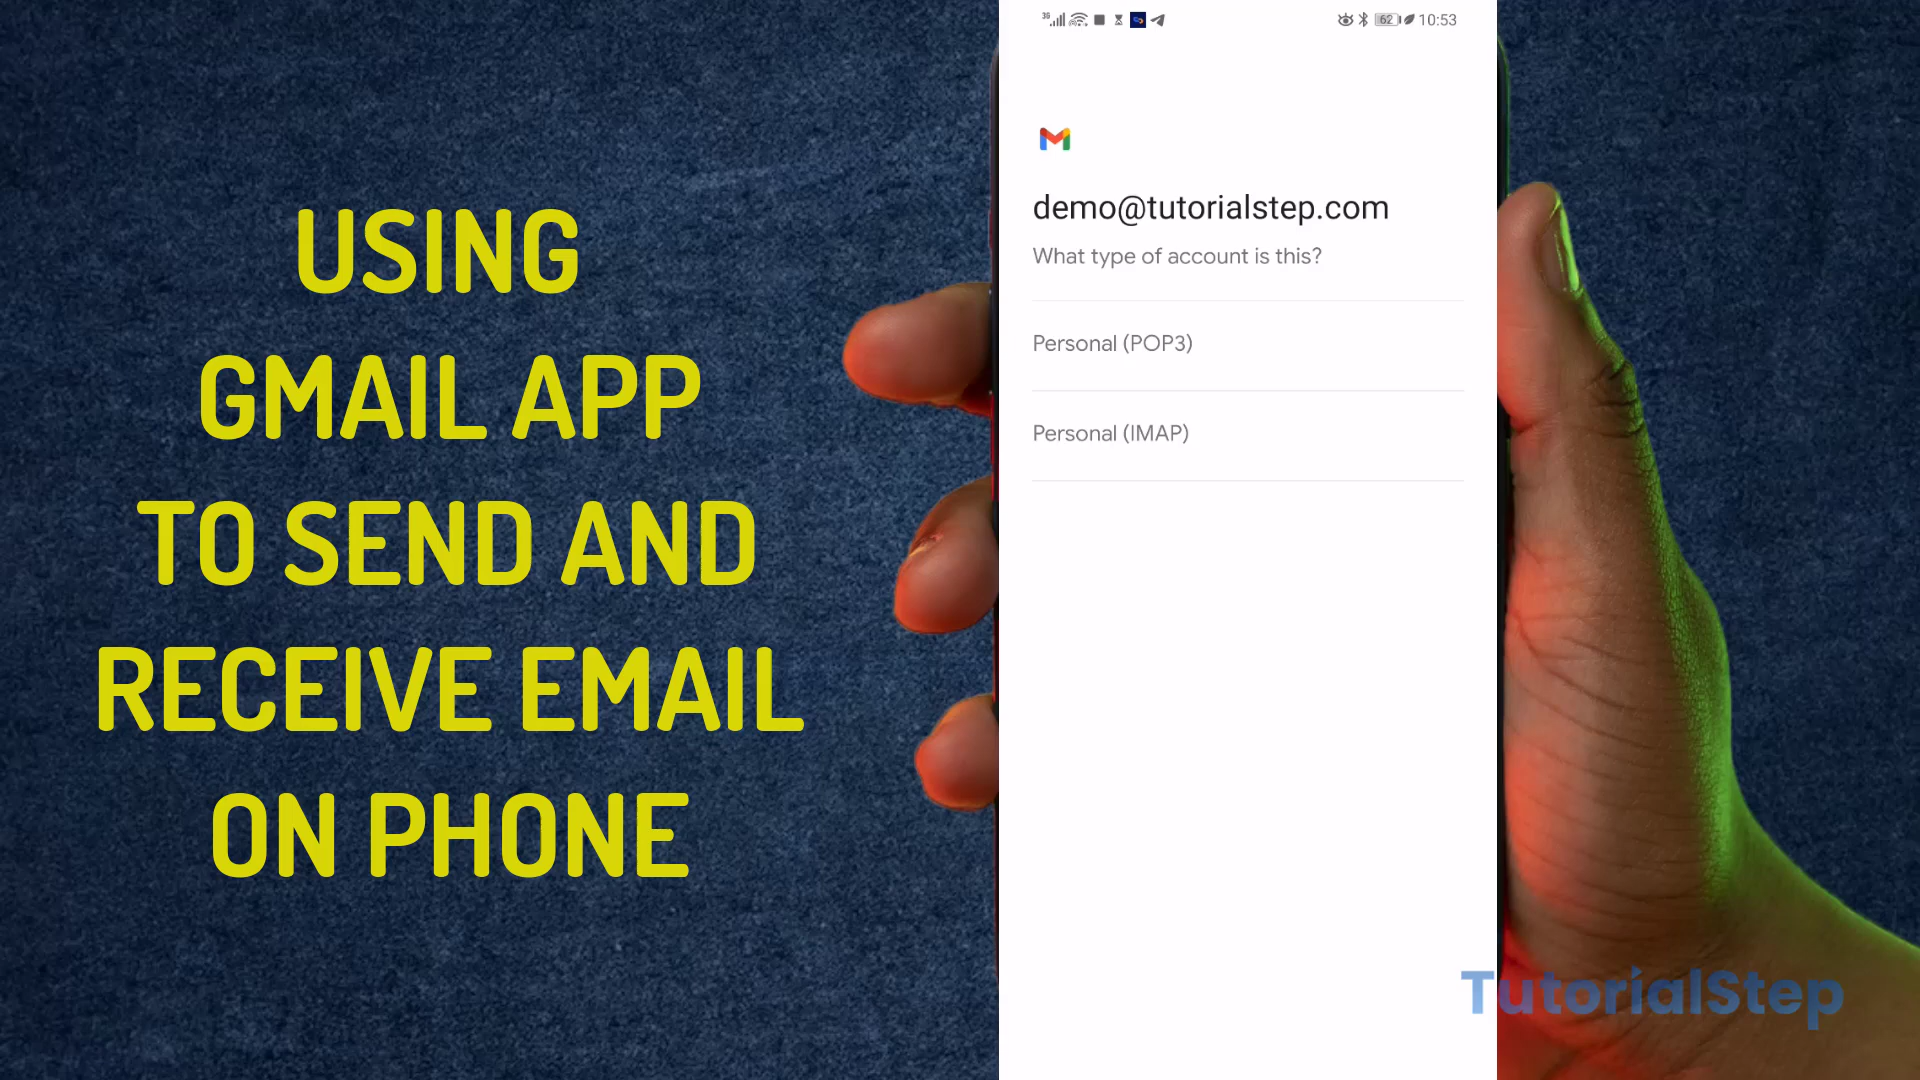 USING
GMAIL APP
TO SEND AND
RECEIVE EMAIL
ON PHONE
3G
62
10:53
demo@tutorialstep.com
What type of account is this?
Personal (POP3)
Personal (IMAP)
TutorialStep